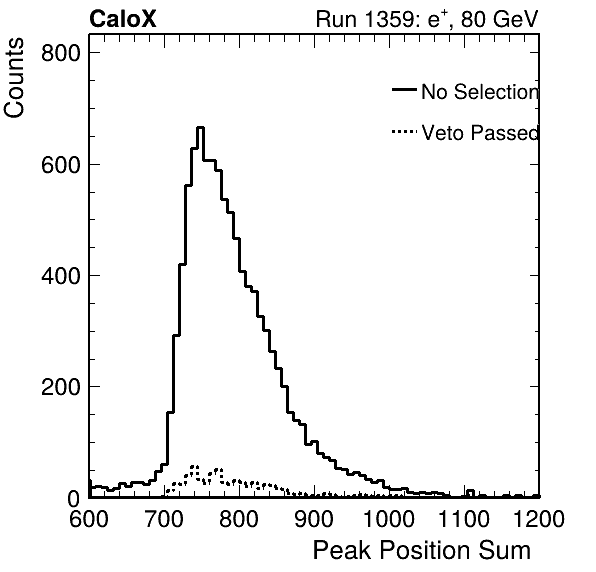 CaloX Run 1359: e⁺, 80 GeV
Counts
800
600
400
200
0
No Selection
Veto Passed
600 700 800 900 1000 1100 1200
Peak Position Sum